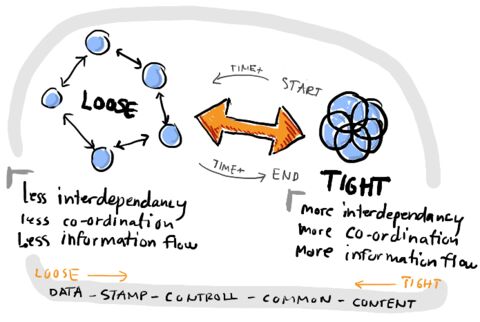 TIME+
START
LOOSE
TIME+
END
TIGHT
less interdependancy
less co-ordination
Less information flow
more interdependancy
more co-ordination
More information flow
LOOSE
TIGHT
DATA - STAMP - CONTROLL - COMMON - CONTENT